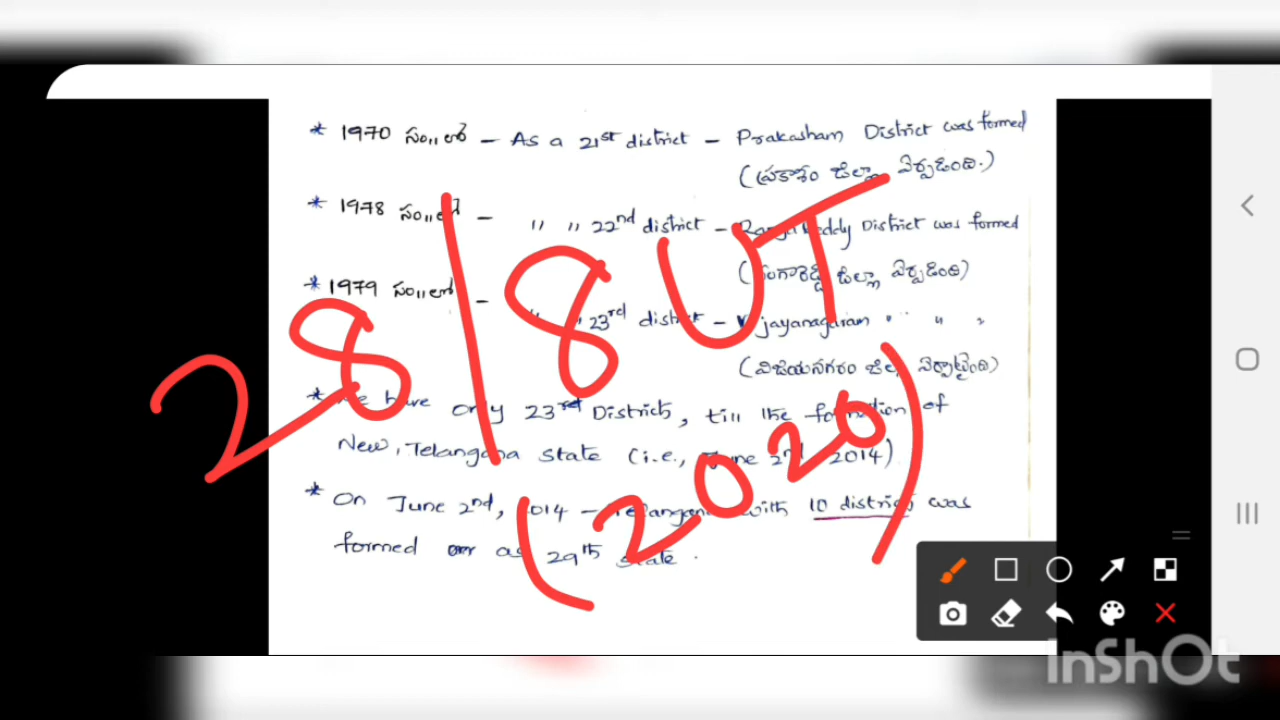 * 1970 సం॥లో – As a 21st district – Prakasham District was formed
(ప్రకాశం జిల్లా ఏర్పడింది.)
* 1978 సం॥లో – " " 22nd district – Ranga Reddy District was formed
(రంగారెడ్డి జిల్లా ఏర్పడింది)
* 1979 సం॥లో – " " 23rd district – Vijayanagaram " " "
(విజయనగరం జిల్లా ఏర్పాటైంది)
* We have only 23rd Districts, till the formation of
New, Telangana state (i.e., June 2nd, 2014)
* On June 2nd, 2014 – Telangana with 10 districts was
formed as 29th state.
28 | 8 UT
(2020)
InShOt